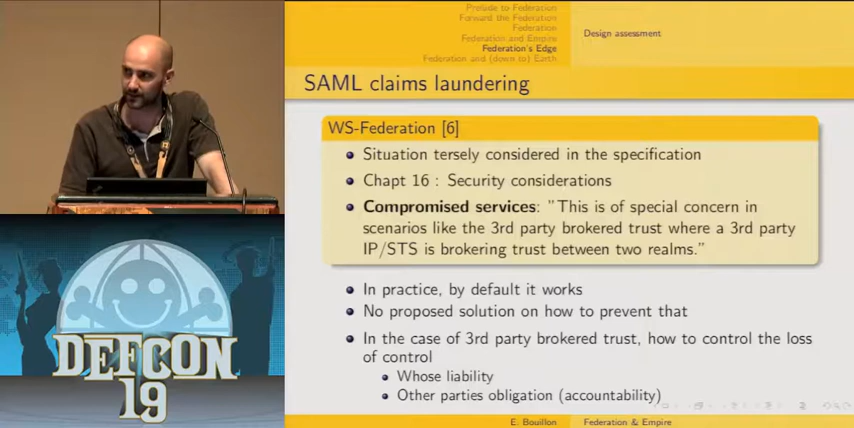 Prelude to Federation
Forward the Federation
Federation
Federation and Empire
Federation's Edge
Federation and (down to) Earth
Design assessment
SAML claims laundering
WS-Federation [6]
Situation tersely considered in the specification
Chapt 16 : Security considerations
Compromised services: "This is of special concern in
scenarios like the 3rd party brokered trust where a 3rd party
IP/STS is brokering trust between two realms."
In practice, by default it works
No proposed solution on how to prevent that
In the case of 3rd party brokered trust, how to control the loss
of control
Whose liability
Other parties obligation (accountability)
E. Bouillon
Federation & Empire
DEFCON
19